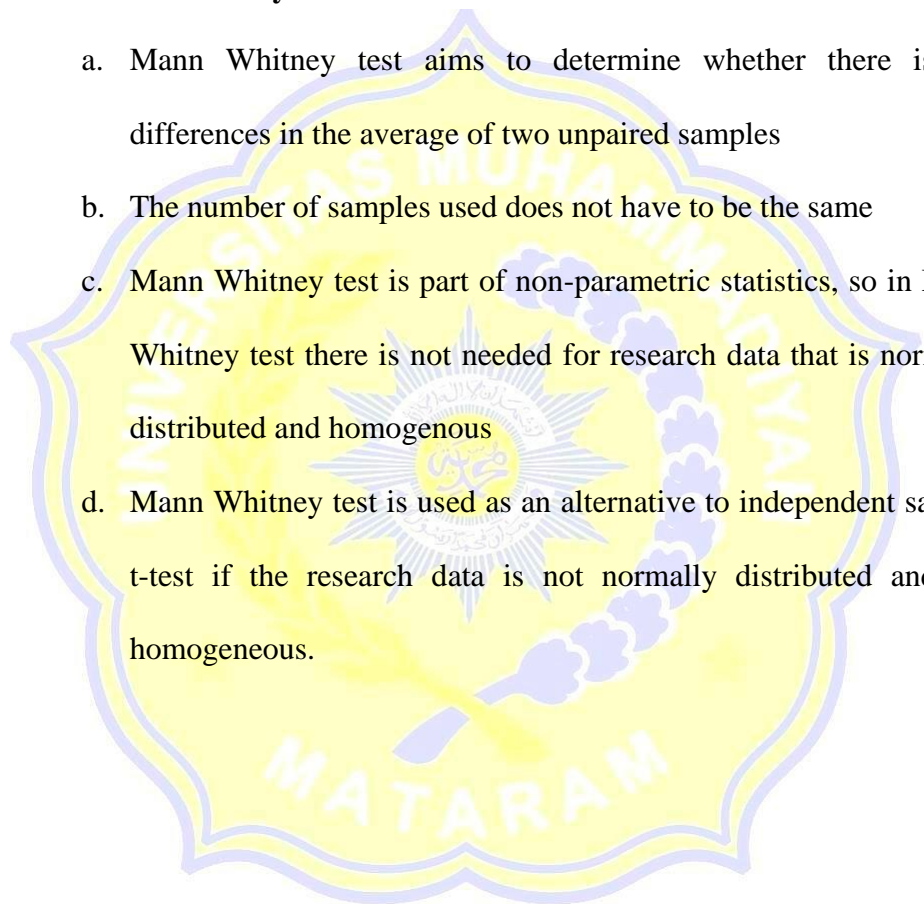 a. Mann Whitney test aims to determine whether there is
differences in the average of two unpaired samples
b. The number of samples used does not have to be the same
c. Mann Whitney test is part of non-parametric statistics, so in
Whitney test there is not needed for research data that is nor
distributed and homogenous
d. Mann Whitney test is used as an alternative to independent sa
t-test if the research data is not normally distributed an
homogeneous.
UNIVERSITAS MUHAMMADIYAH
MATARAM